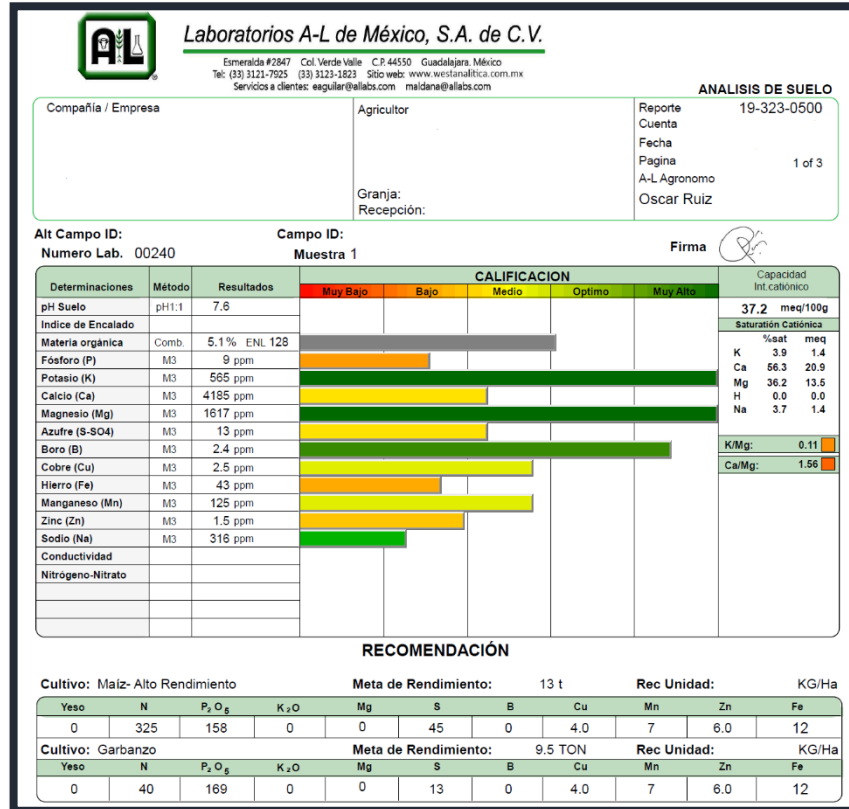 A&L
Laboratorios A-L de México, S.A. de C.V.
Esmeralda #2847 Col. Verde Valle C.P. 44550 Guadalajara. México
Tel: (33) 3121-7925 (33) 3123-1823 Sitio web: www.westanalitica.com.mx
Servicios a clientes: eaguilar@allabs.com maldana@allabs.com
ANALISIS DE SUELO
Compañía / Empresa Agricultor Reporte 19-323-0500
Cuenta
Fecha
Pagina 1 of 3
A-L Agronomo
Granja: Oscar Ruiz
Recepción:
Alt Campo ID: Campo ID:
Numero Lab. 00240 Muestra 1 Firma
Determinaciones Método Resultados CALIFICACION Capacidad Int.catiónico
Muy Bajo Bajo Medio Optimo Muy Alto
pH Suelo pH1:1 7.6 37.2 meq/100g
Indice de Encalado Saturatión Catiónica
Materia orgánica Comb. 5.1% ENL 128 %sat meq
Fósforo (P) M3 9 ppm K 3.9 1.4
Potasio (K) M3 565 ppm Ca 56.3 20.9
Calcio (Ca) M3 4185 ppm Mg 36.2 13.5
Magnesio (Mg) M3 1617 ppm H 0.0 0.0
Azufre (S-SO4) M3 13 ppm Na 3.7 1.4
Boro (B) M3 2.4 ppm K/Mg: 0.11
Cobre (Cu) M3 2.5 ppm Ca/Mg: 1.56
Hierro (Fe) M3 43 ppm
Manganeso (Mn) M3 125 ppm
Zinc (Zn) M3 1.5 ppm
Sodio (Na) M3 316 ppm
Conductividad
Nitrógeno-Nitrato
RECOMENDACIÓN
Cultivo: Maíz- Alto Rendimiento Meta de Rendimiento: 13 t Rec Unidad: KG/Ha
Yeso N P₂O₅ K₂O Mg S B Cu Mn Zn Fe
0 325 158 0 0 45 0 4.0 7 6.0 12
Cultivo: Garbanzo Meta de Rendimiento: 9.5 TON Rec Unidad: KG/Ha
Yeso N P₂O₅ K₂O Mg S B Cu Mn Zn Fe
0 40 169 0 0 13 0 4.0 7 6.0 12